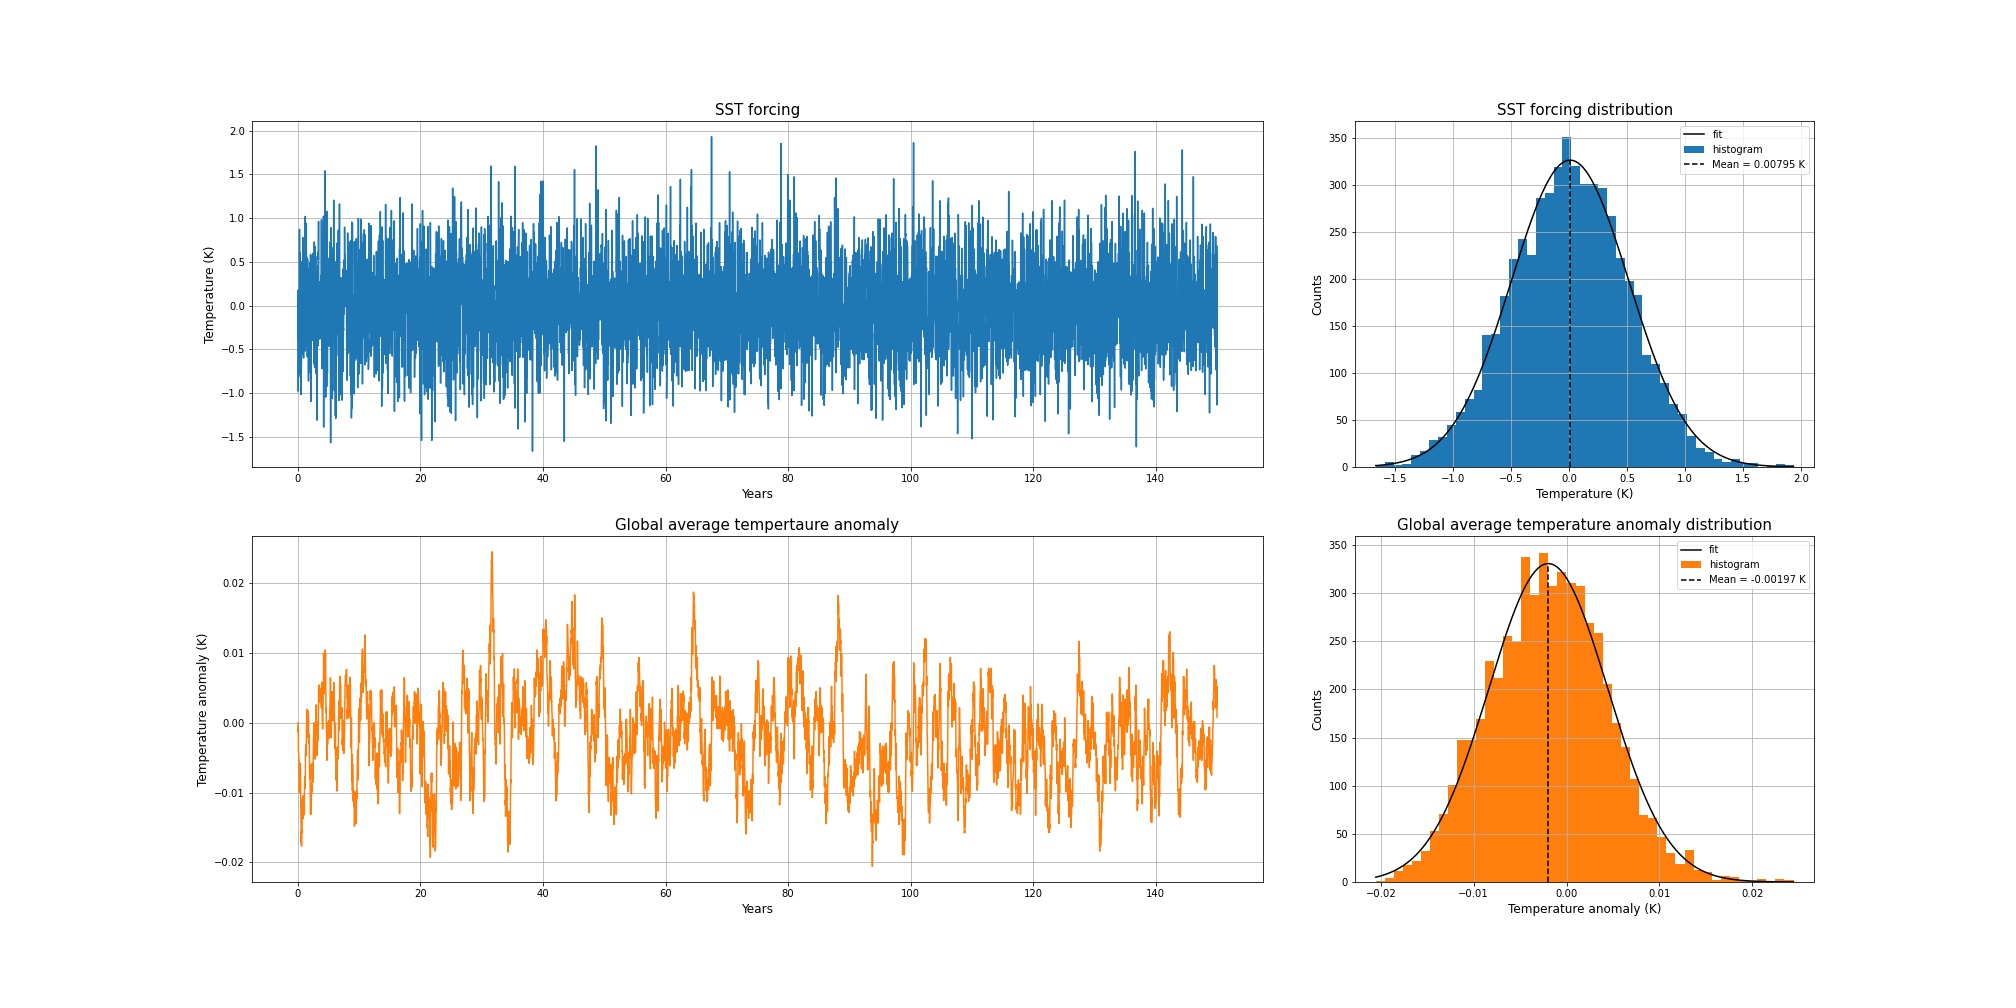 SST forcing
2.0
1.5
1.0
0.5
0.0
−0.5
−1.0
−1.5
Temperature (K)
0 20 40 60 80 100 120 140
Years
SST forcing distribution
fit
histogram
Mean = 0.00795 K
350
300
250
200
150
100
50
0
Counts
−1.5 −1.0 −0.5 0.0 0.5 1.0 1.5 2.0
Temperature (K)
Global average tempertaure anomaly
0.02
0.01
0.00
−0.01
−0.02
Temperature anomaly (K)
0 20 40 60 80 100 120 140
Years
Global average temperature anomaly distribution
fit
histogram
Mean = -0.00197 K
350
300
250
200
150
100
50
0
Counts
−0.02 −0.01 0.00 0.01 0.02
Temperature anomaly (K)